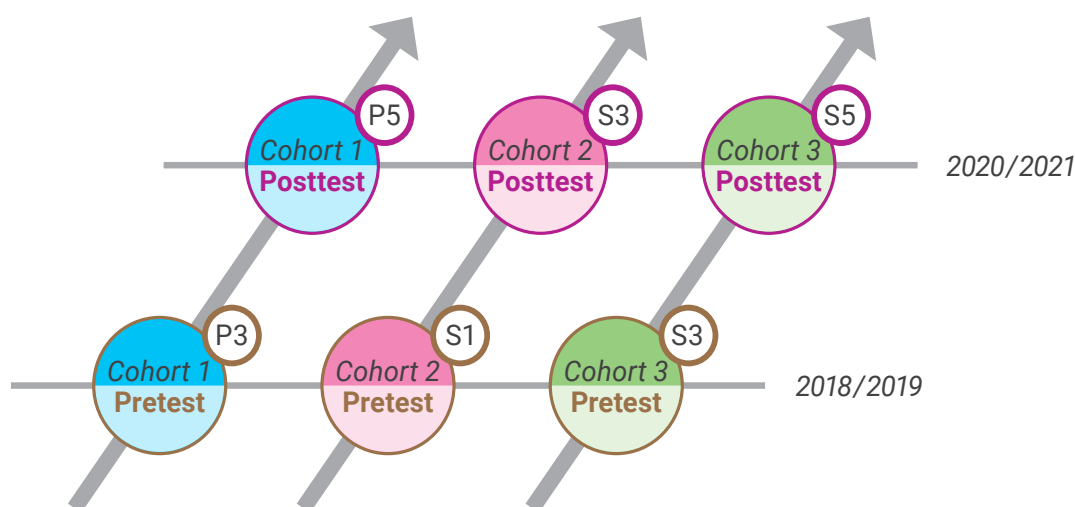 P5
S3
S5
Cohort 1
Posttest
Cohort 2
Posttest
Cohort 3
Posttest
2020/2021
P3
S1
S3
Cohort 1
Pretest
Cohort 2
Pretest
Cohort 3
Pretest
2018/2019